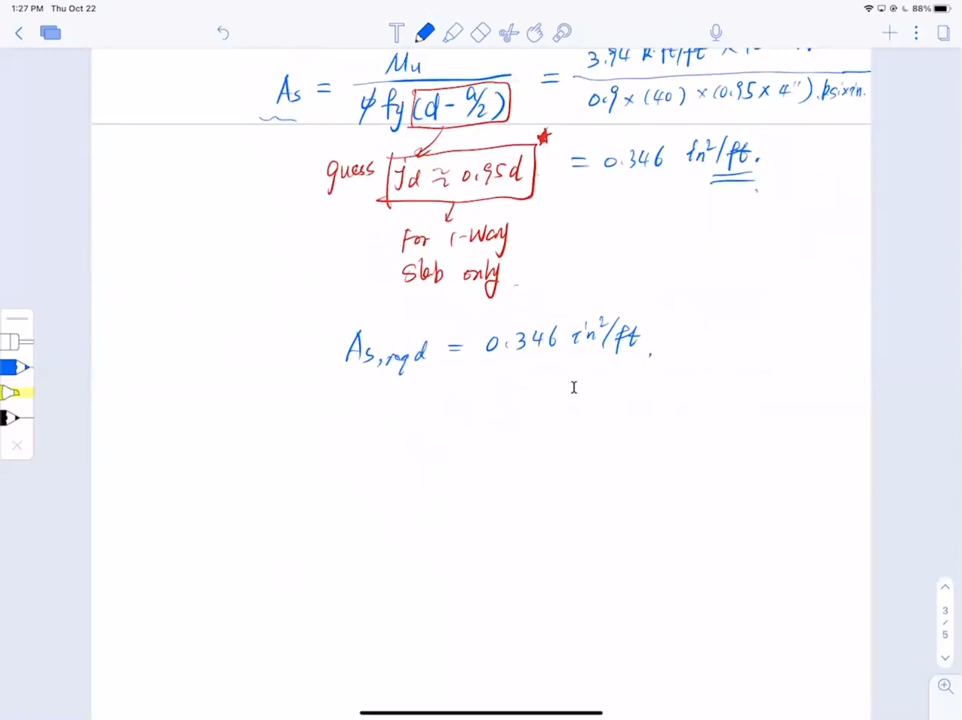 1:27 PM Thu Oct 22
88%
Mu
As = ϕ fy (d - a/2) = 3.94 k·ft/ft ×
0.9 × (40) × (0.95 × 4") . ksi×in.
guess Jd ≈ 0.95d = 0.346 in²/ft.
For 1-Way
Slab only
As,req d = 0.346 in²/ft.
3
/
5